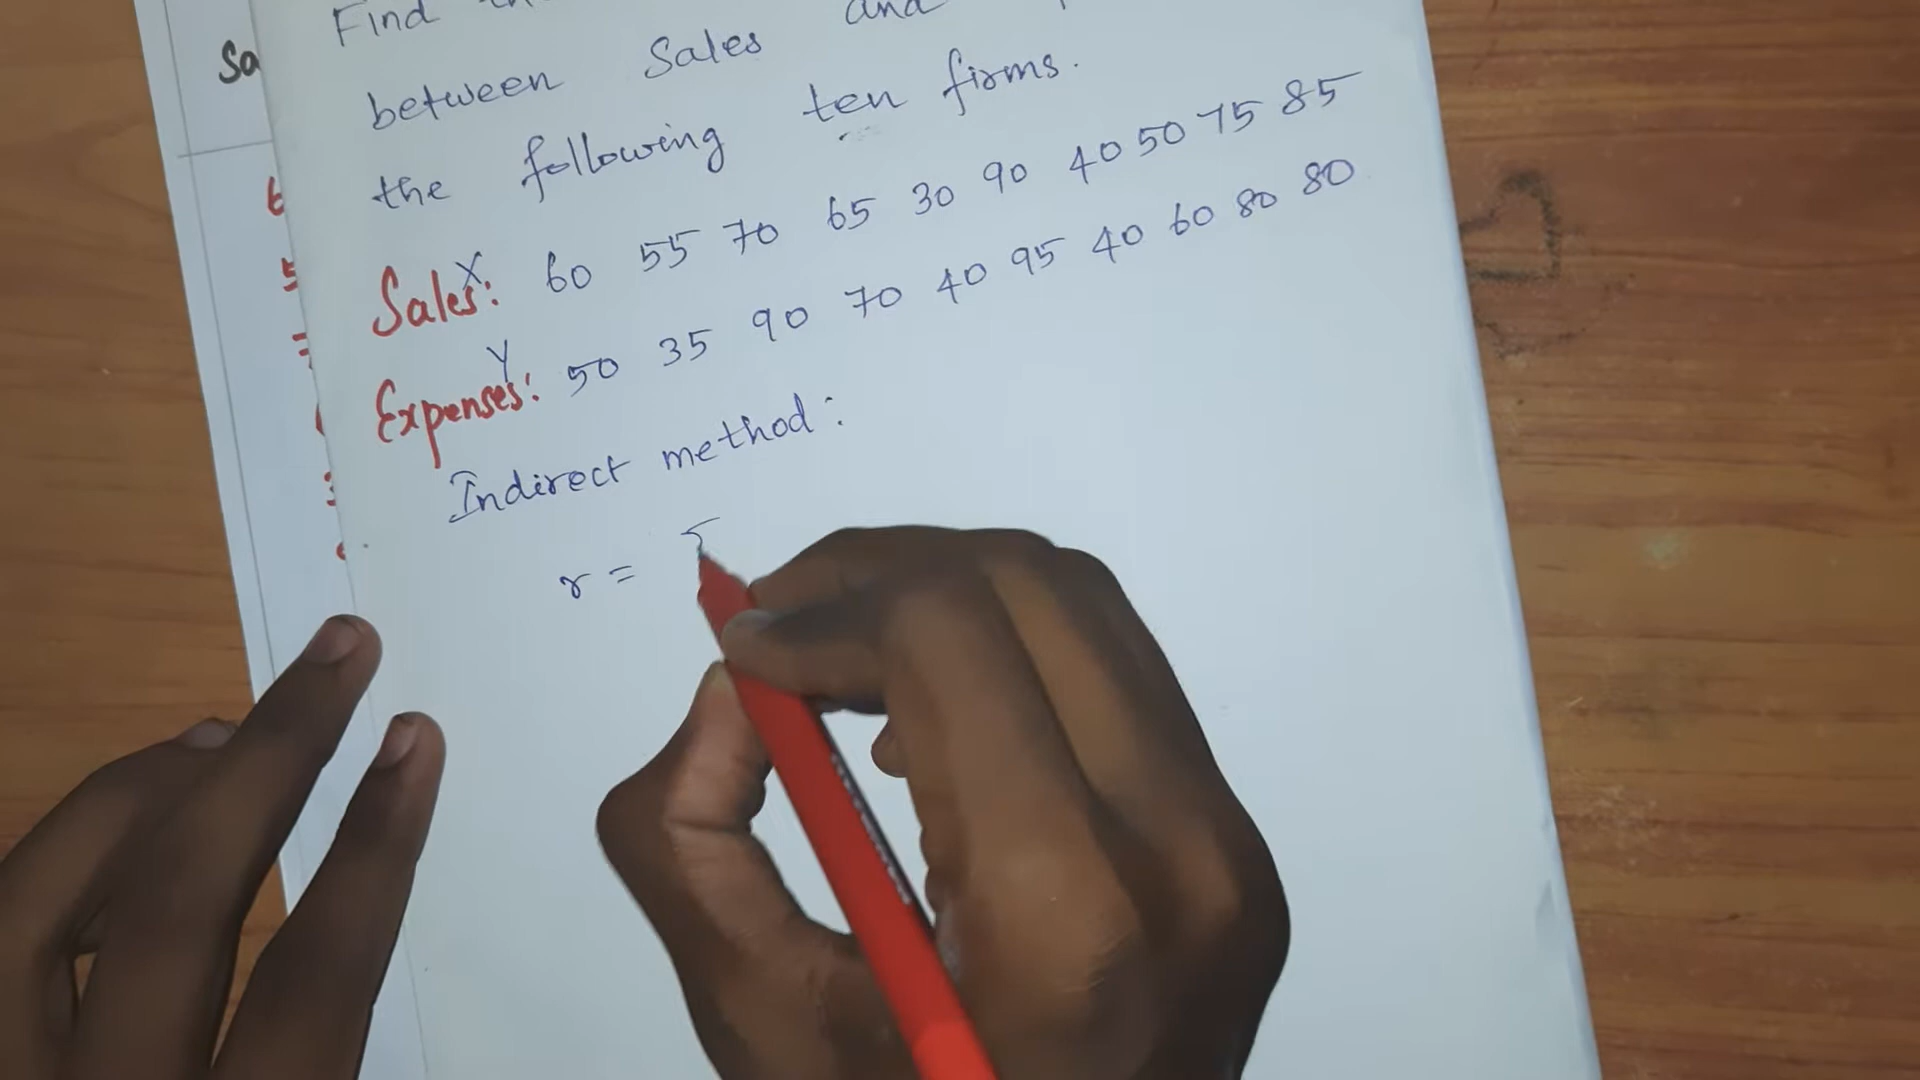 Find
between Sales and
the following ten firms.
Sales: X 60 55 70 65 30 90 40 50 75 85
Expenses: Y 50 35 90 70 40 95 40 60 80 80
Indirect method:
r =
Sa